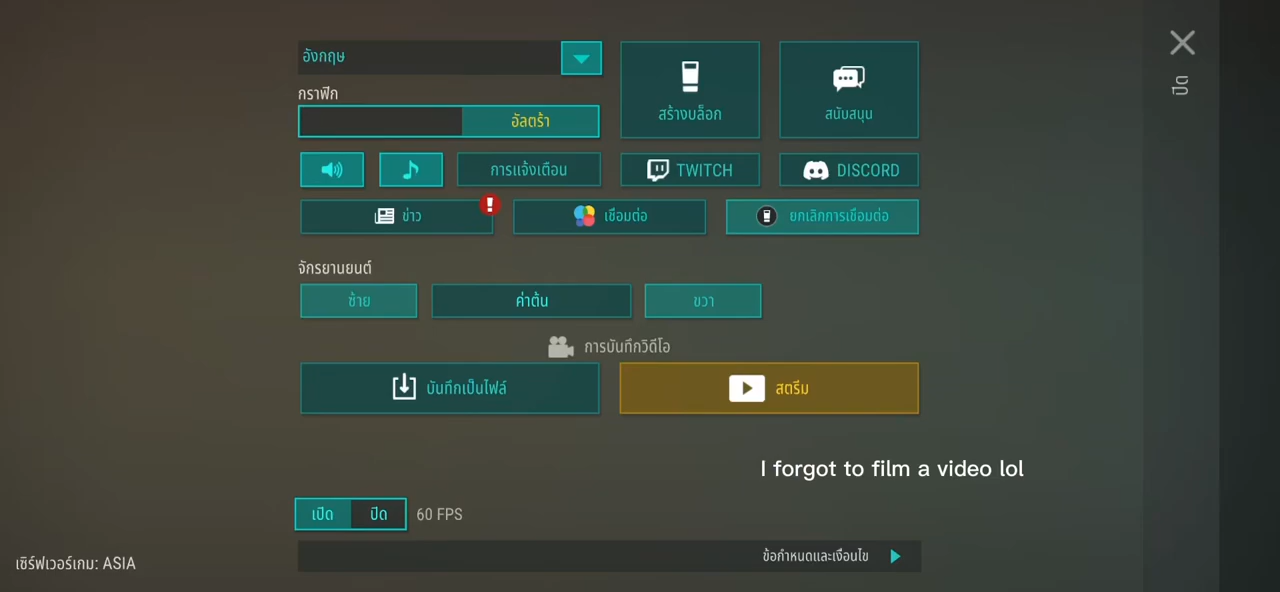 อังกฤษ
สร้างบล็อก
สนับสนุน
ปิด
กราฟิก
อัลตร้า
การแจ้งเตือน
TWITCH
DISCORD
ข่าว
เชื่อมต่อ
ยกเลิกการเชื่อมต่อ
จักรยานยนต์
ซ้าย
ค่าต้น
ขวา
การบันทึกวิดีโอ
บันทึกเป็นไฟล์
สตรีม
I forgot to film a video lol
เปิด
ปิด
60 FPS
ข้อกำหนดและเงื่อนไข
เซิร์ฟเวอร์เกม: ASIA